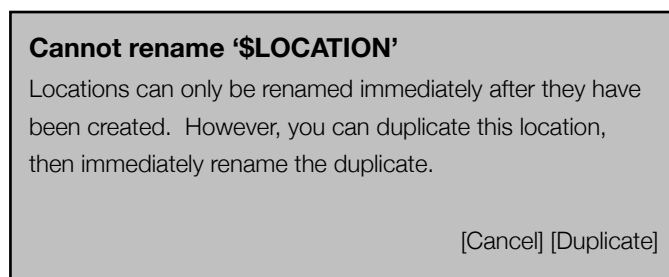 Cannot rename ‘$LOCATION’
Locations can only be renamed immediately after they have
been created.  However, you can duplicate this location,
then immediately rename the duplicate.
[Cancel] [Duplicate]